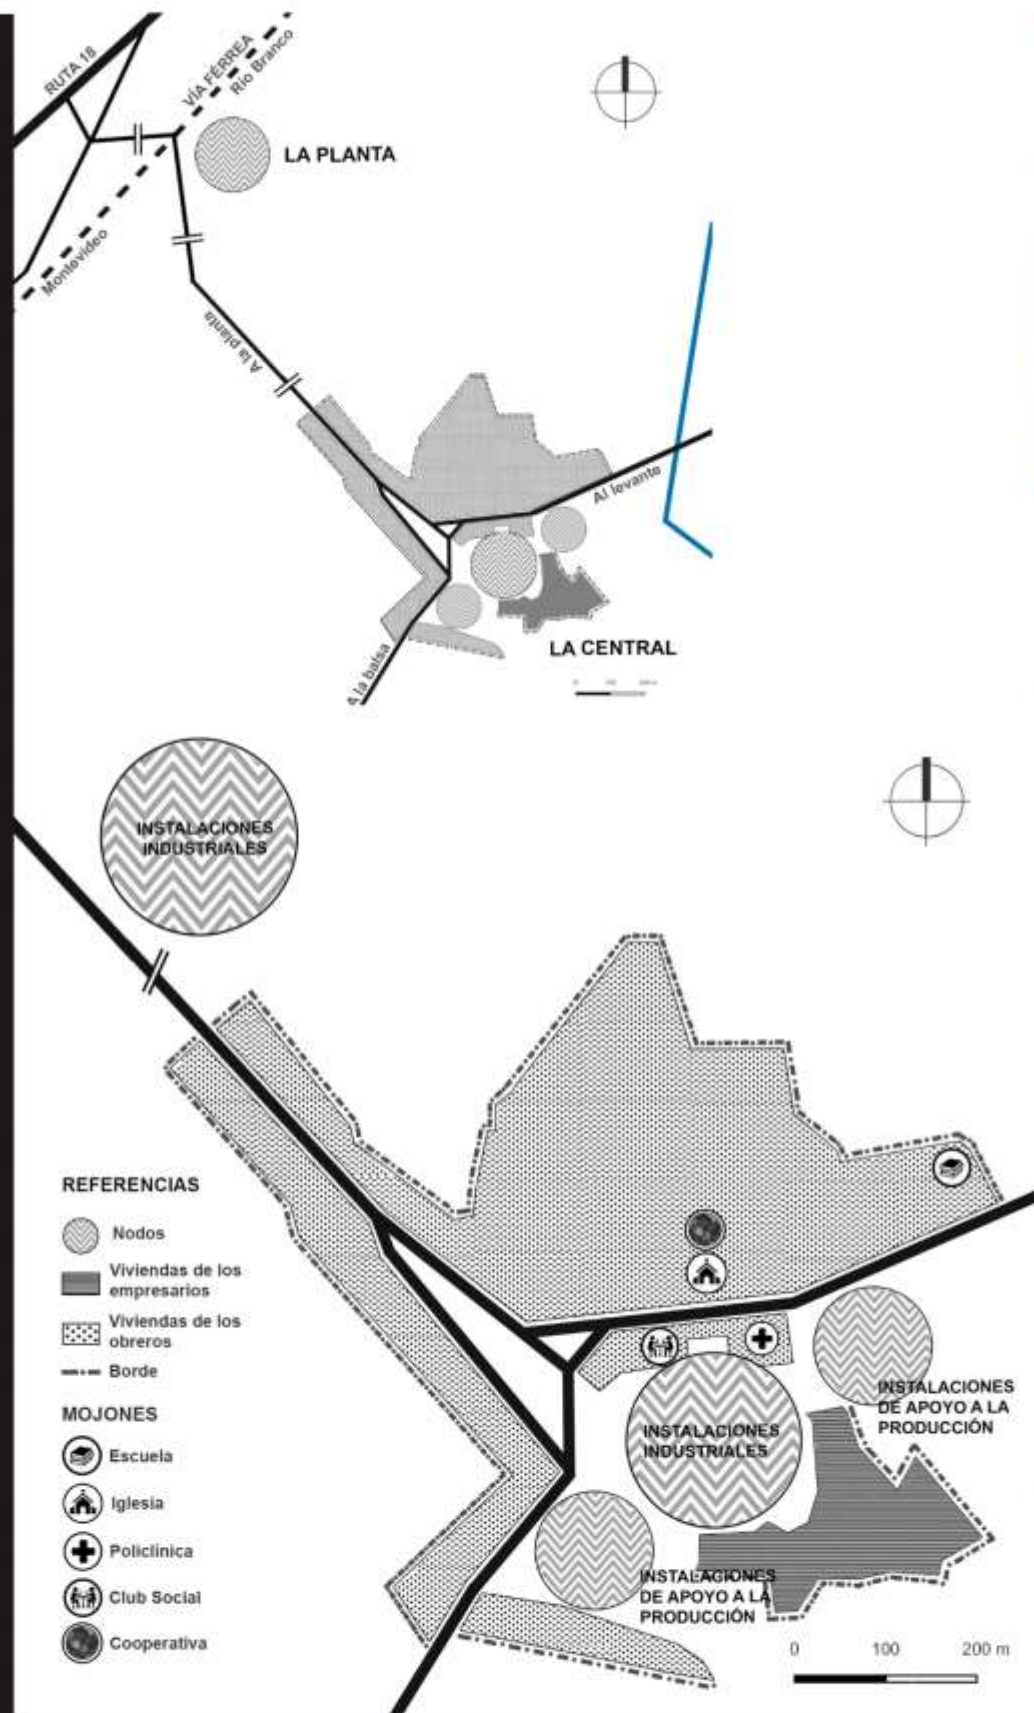 RUTA 18
VÍA FÉRREA
Río Branco
LA PLANTA
Montevideo
A la planta
Al levante
LA CENTRAL
A la balsa
INSTALACIONES
INDUSTRIALES
REFERENCIAS
Nodos
Viviendas de los
empresarios
Viviendas de los
obreros
Borde
MOJONES
Escuela
Iglesia
Policlínica
Club Social
Cooperativa
INSTALACIONES
DE APOYO A LA
PRODUCCIÓN
INSTALACIONES
INDUSTRIALES
INSTALACIONES
DE APOYO A LA
PRODUCCIÓN
0 100 200 m